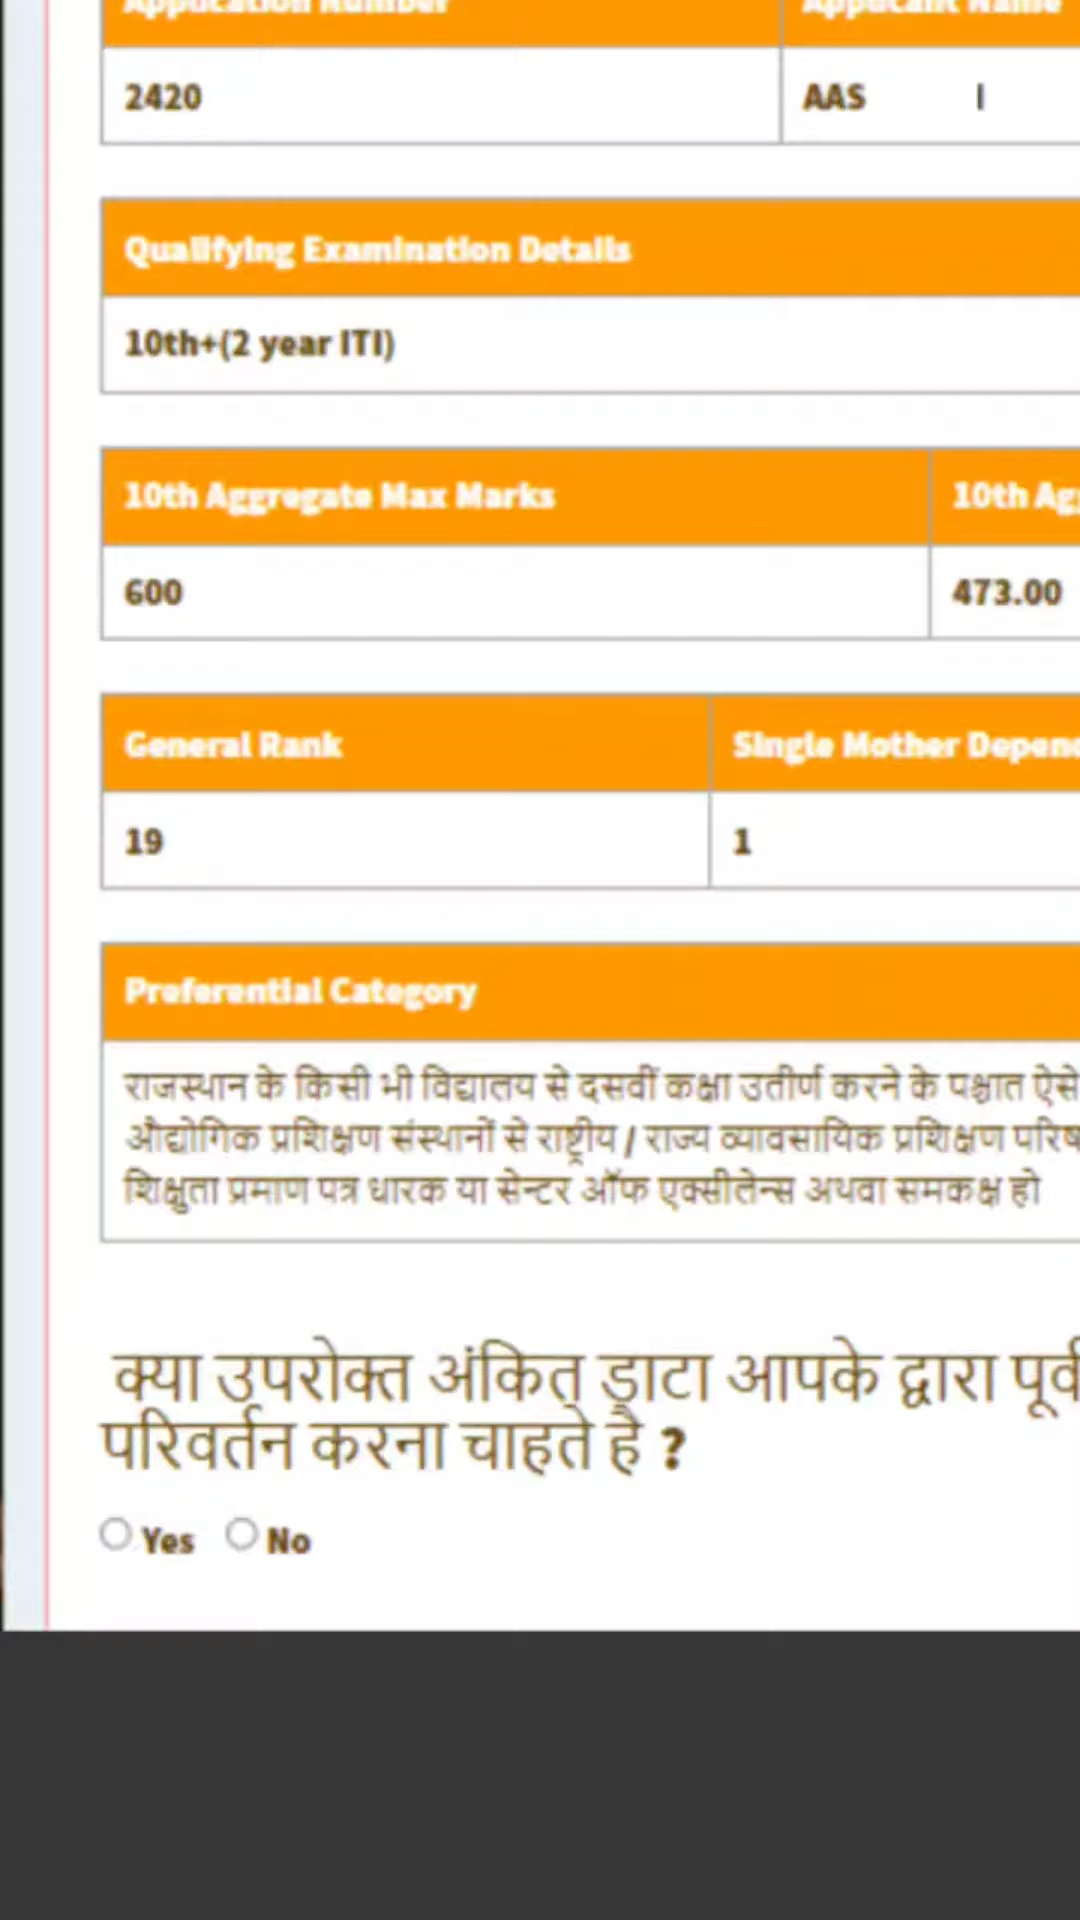 Application Number Applicant Name
2420 AAS I
Qualifying Examination Details
10th+(2 year ITI)
10th Aggregate Max Marks 10th
600 473.00
General Rank Single Mother
19 1
Preferential Category
राजस्थान के किसी भी विद्यालय से दसवीं कक्षा उतीर्ण करने के पश्चात ऐसे
औद्योगिक प्रशिक्षण संस्थानों से राष्ट्रीय / राज्य व्यावसायिक प्रशिक्षण
शिक्षुता प्रमाण पत्र धारक या सेन्टर ऑफ एक्सीलेन्स अथवा समकक्ष हो
क्या उपरोक्त अंकित डाटा आपके द्वारा पूर्व
परिवर्तन करना चाहते है ?
Yes No